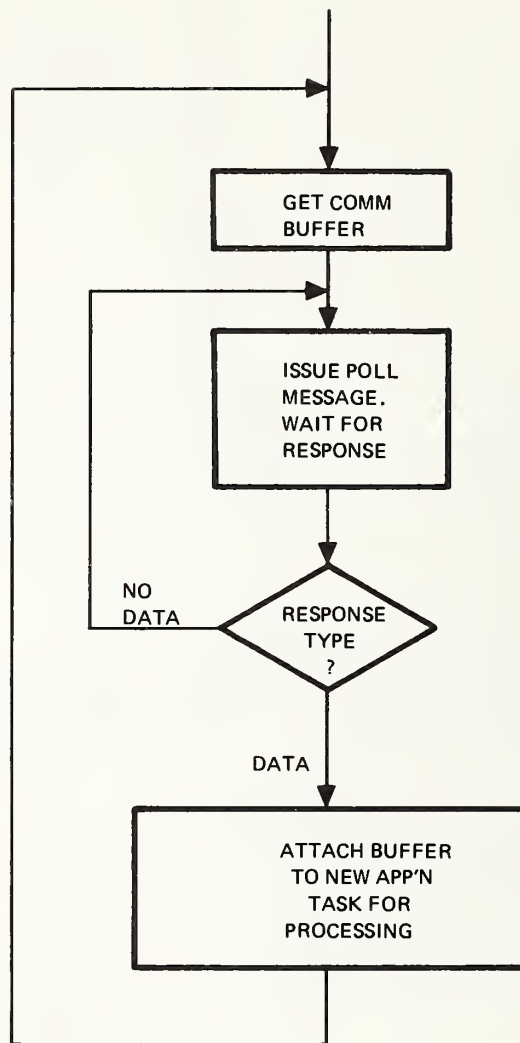 GET COMM
BUFFER
ISSUE POLL
MESSAGE.
WAIT FOR
RESPONSE
NO
DATA
RESPONSE
TYPE
?
DATA
ATTACH BUFFER
TO NEW APP'N
TASK FOR
PROCESSING